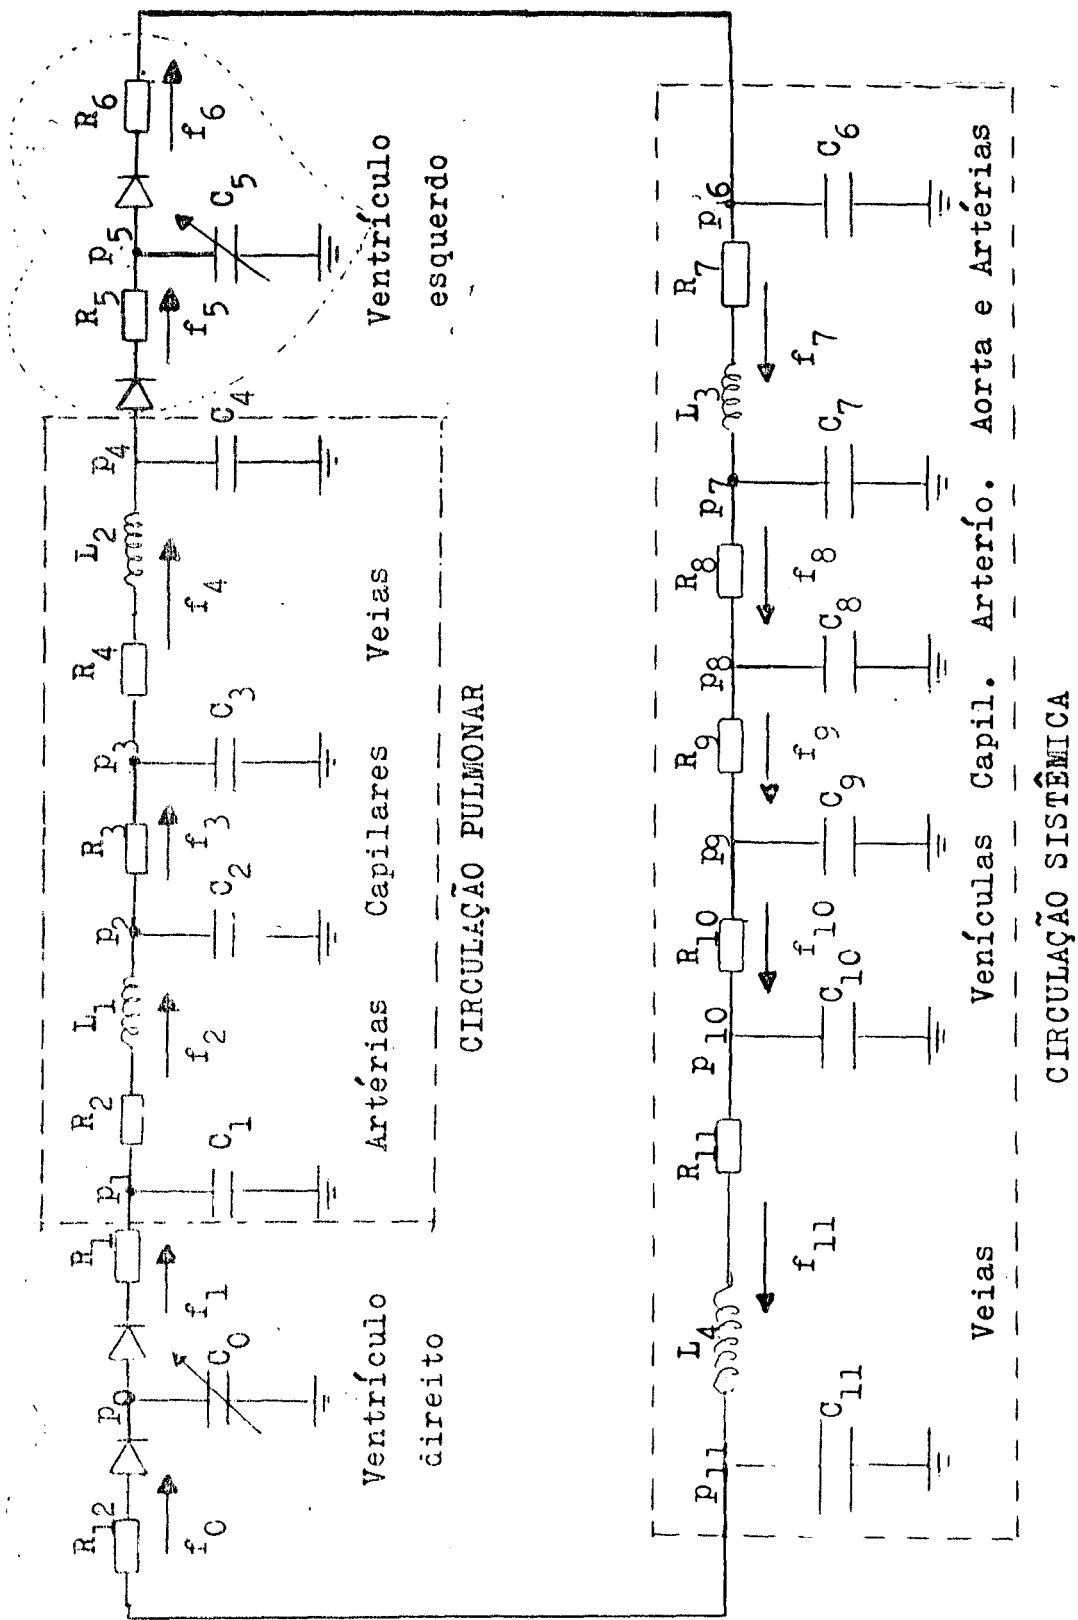 R12 p0 R1 p1 R2 L1 p2 R3 p3 R4 L2 p4 R5 p5 R6
f0 f1 f2 f3 f4 f5 f6
C0 C1 C2 C3 C4 C5
Artérias Capilares Veias
Ventrículo
direito
Ventrículo
esquerdo
CIRCULAÇÃO PULMONAR
p11 L4 R11 p10 R10 p9 R9 p8 R8 p7 L3 R7 p6
f11 f10 f9 f8 f7
C11 C10 C9 C8 C7 C6
Veias Venículas Capil. Arterío. Aorta e Artérias
CIRCULAÇÃO SISTÊMICA